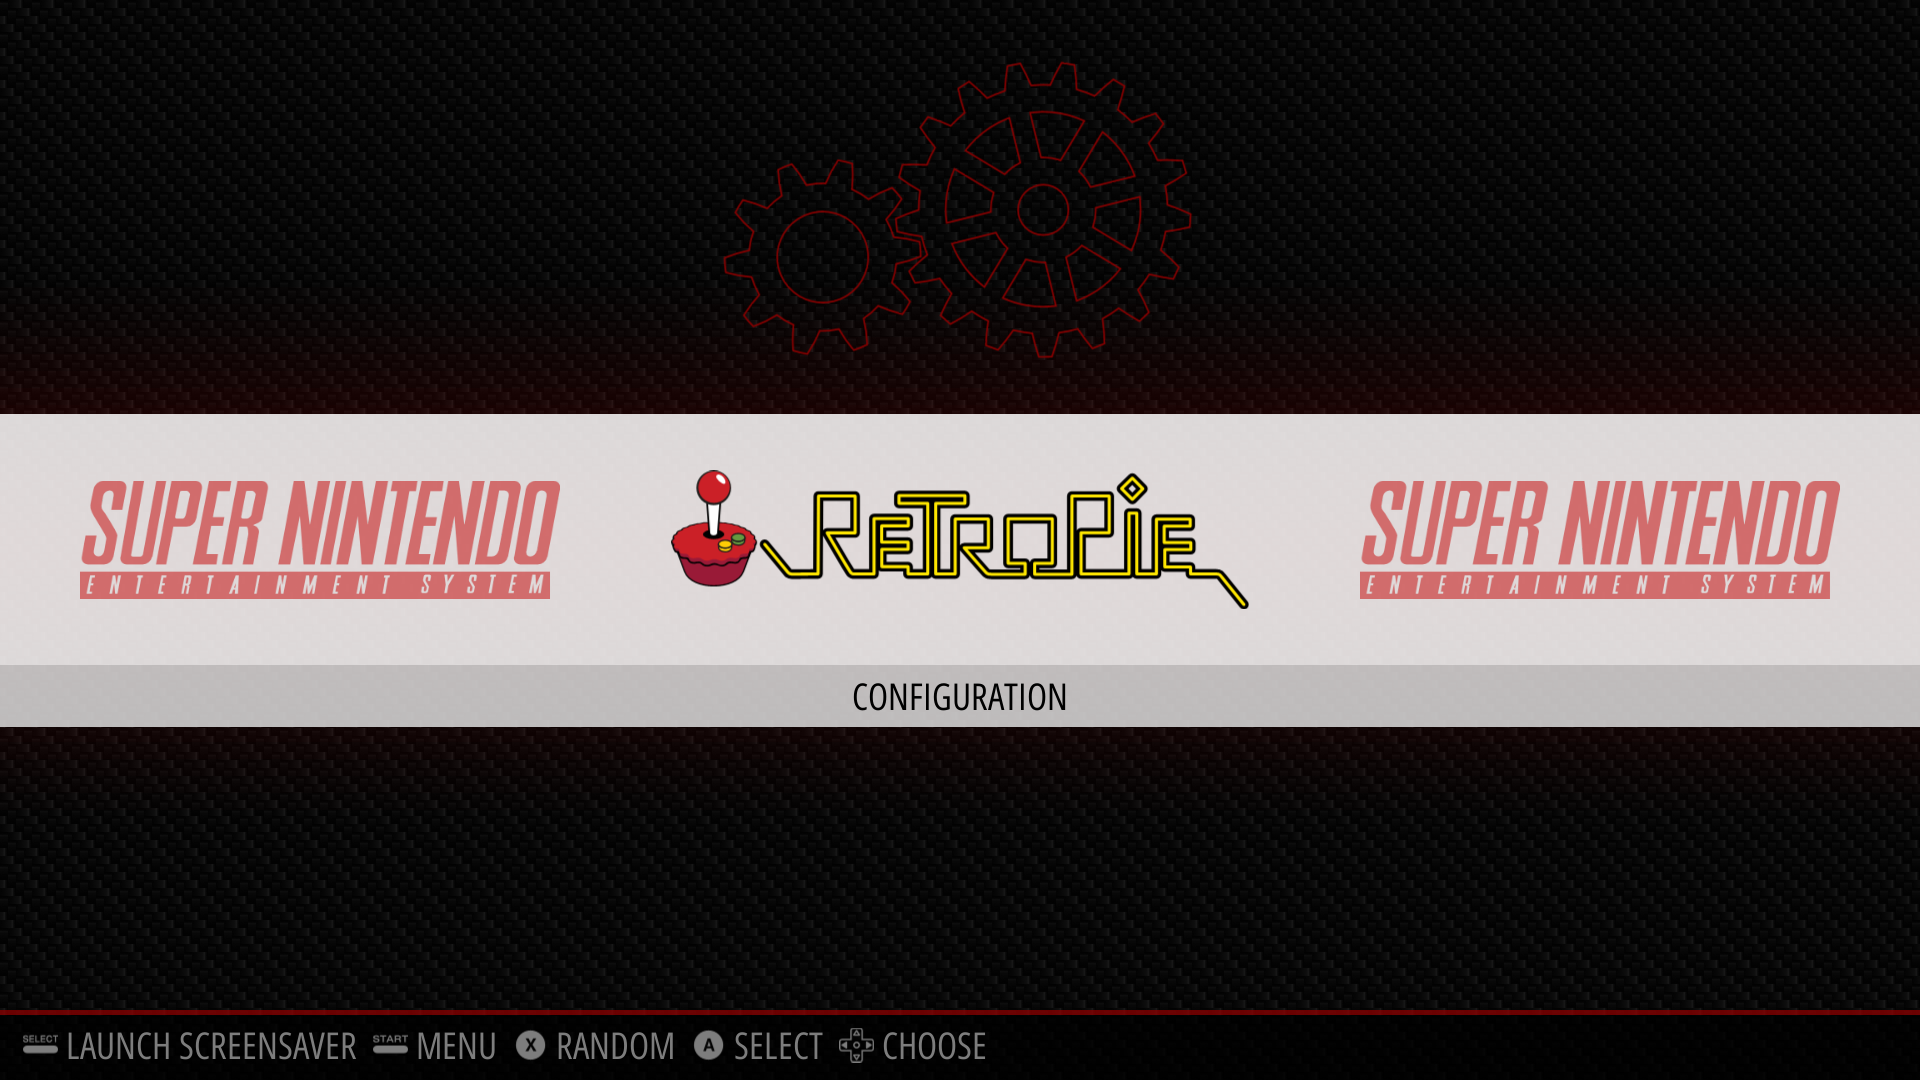 SUPER NINTENDO
ENTERTAINMENT SYSTEM
RETROPIE
SUPER NINTENDO
ENTERTAINMENT SYSTEM
CONFIGURATION
SELECT LAUNCH SCREENSAVER START MENU X RANDOM A SELECT CHOOSE